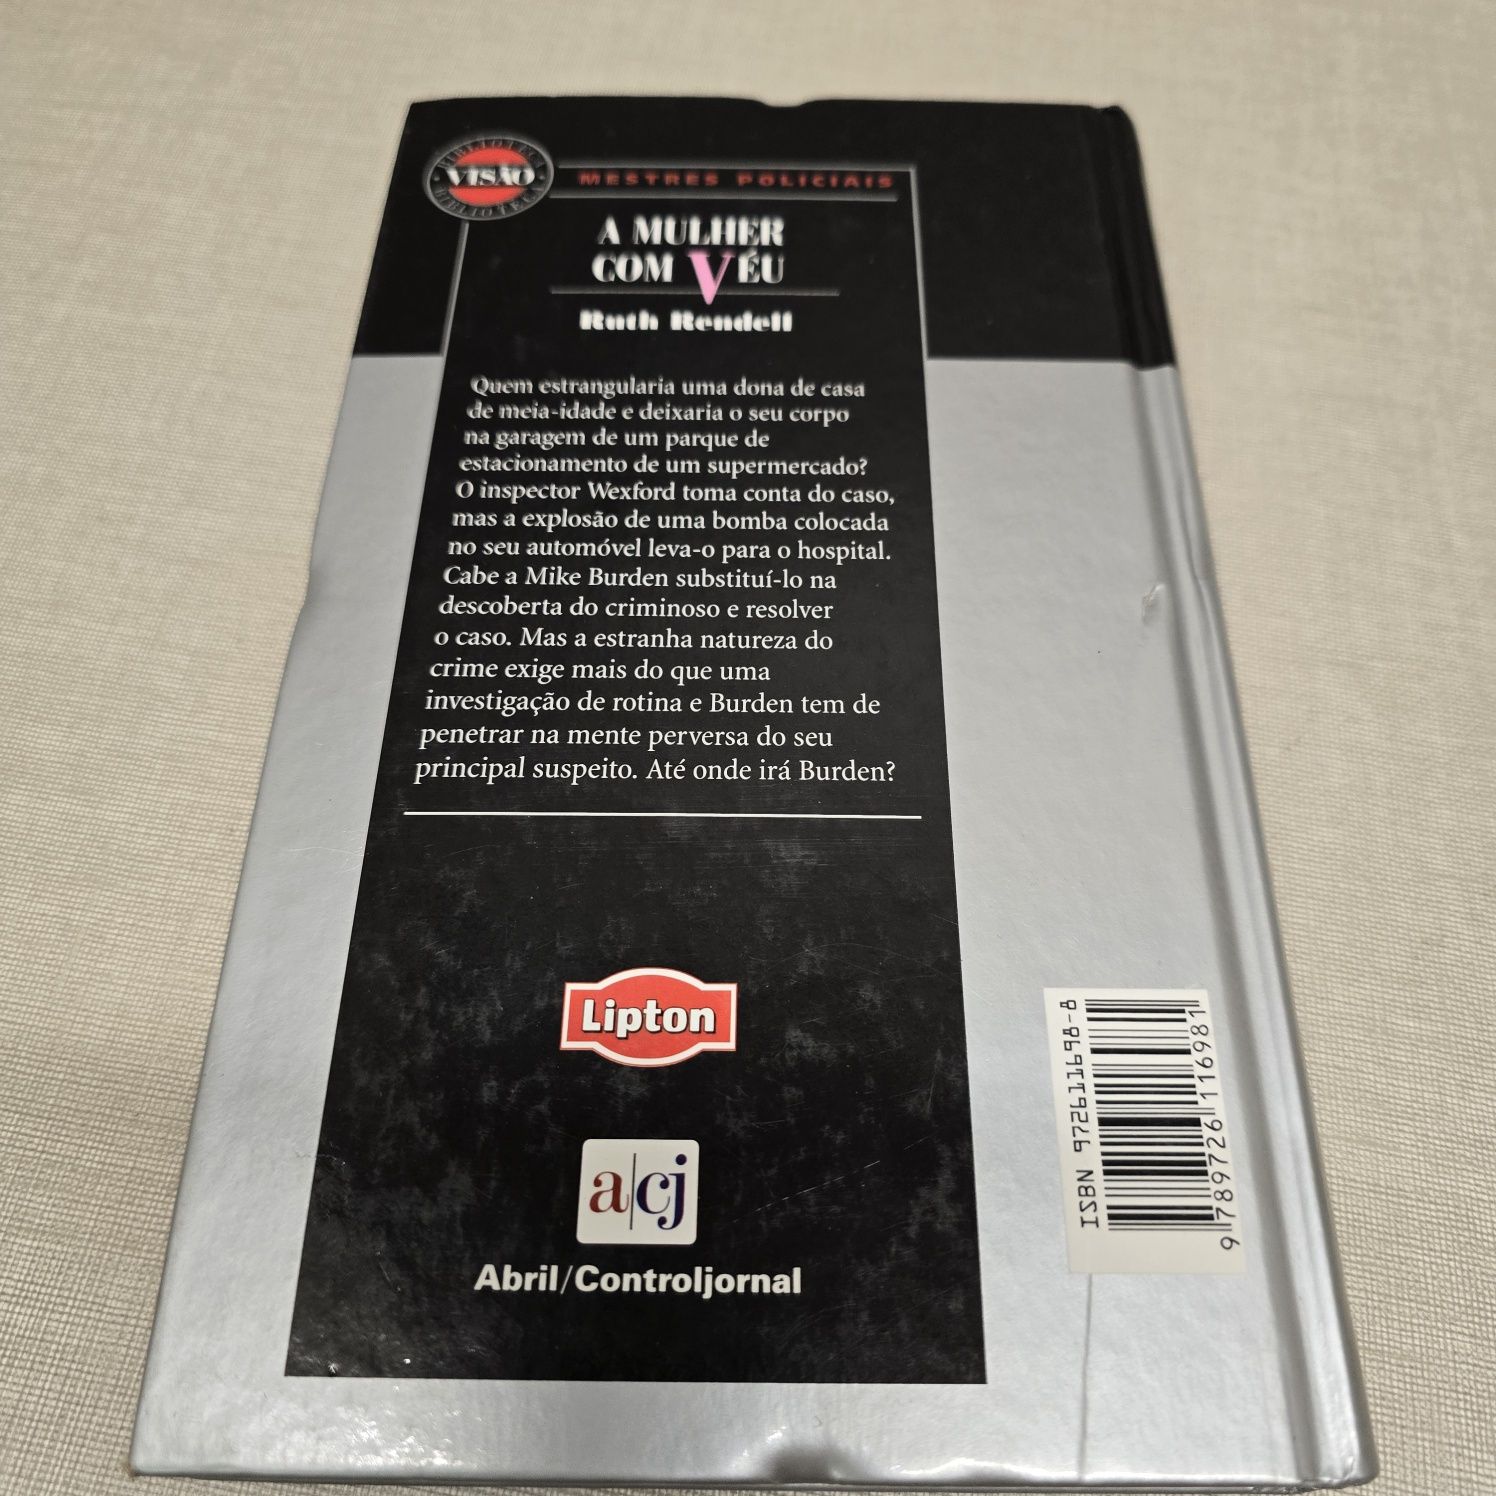 BIBLIOTECA
VISÃO
BIBLIOTECA
MESTRES POLICIAIS
A MULHER
COM VÉU
Ruth Rendell
Quem estrangularia uma dona de casa
de meia-idade e deixaria o seu corpo
na garagem de um parque de
estacionamento de um supermercado?
O inspector Wexford toma conta do caso,
mas a explosão de uma bomba colocada
no seu automóvel leva-o para o hospital.
Cabe a Mike Burden substituí-lo na
descoberta do criminoso e resolver
o caso. Mas a estranha natureza do
crime exige mais do que uma
investigação de rotina e Burden tem de
penetrar na mente perversa do seu
principal suspeito. Até onde irá Burden?
Lipton
a|cj
Abril/Controljornal
ISBN 972611698-8
9 789726 116981